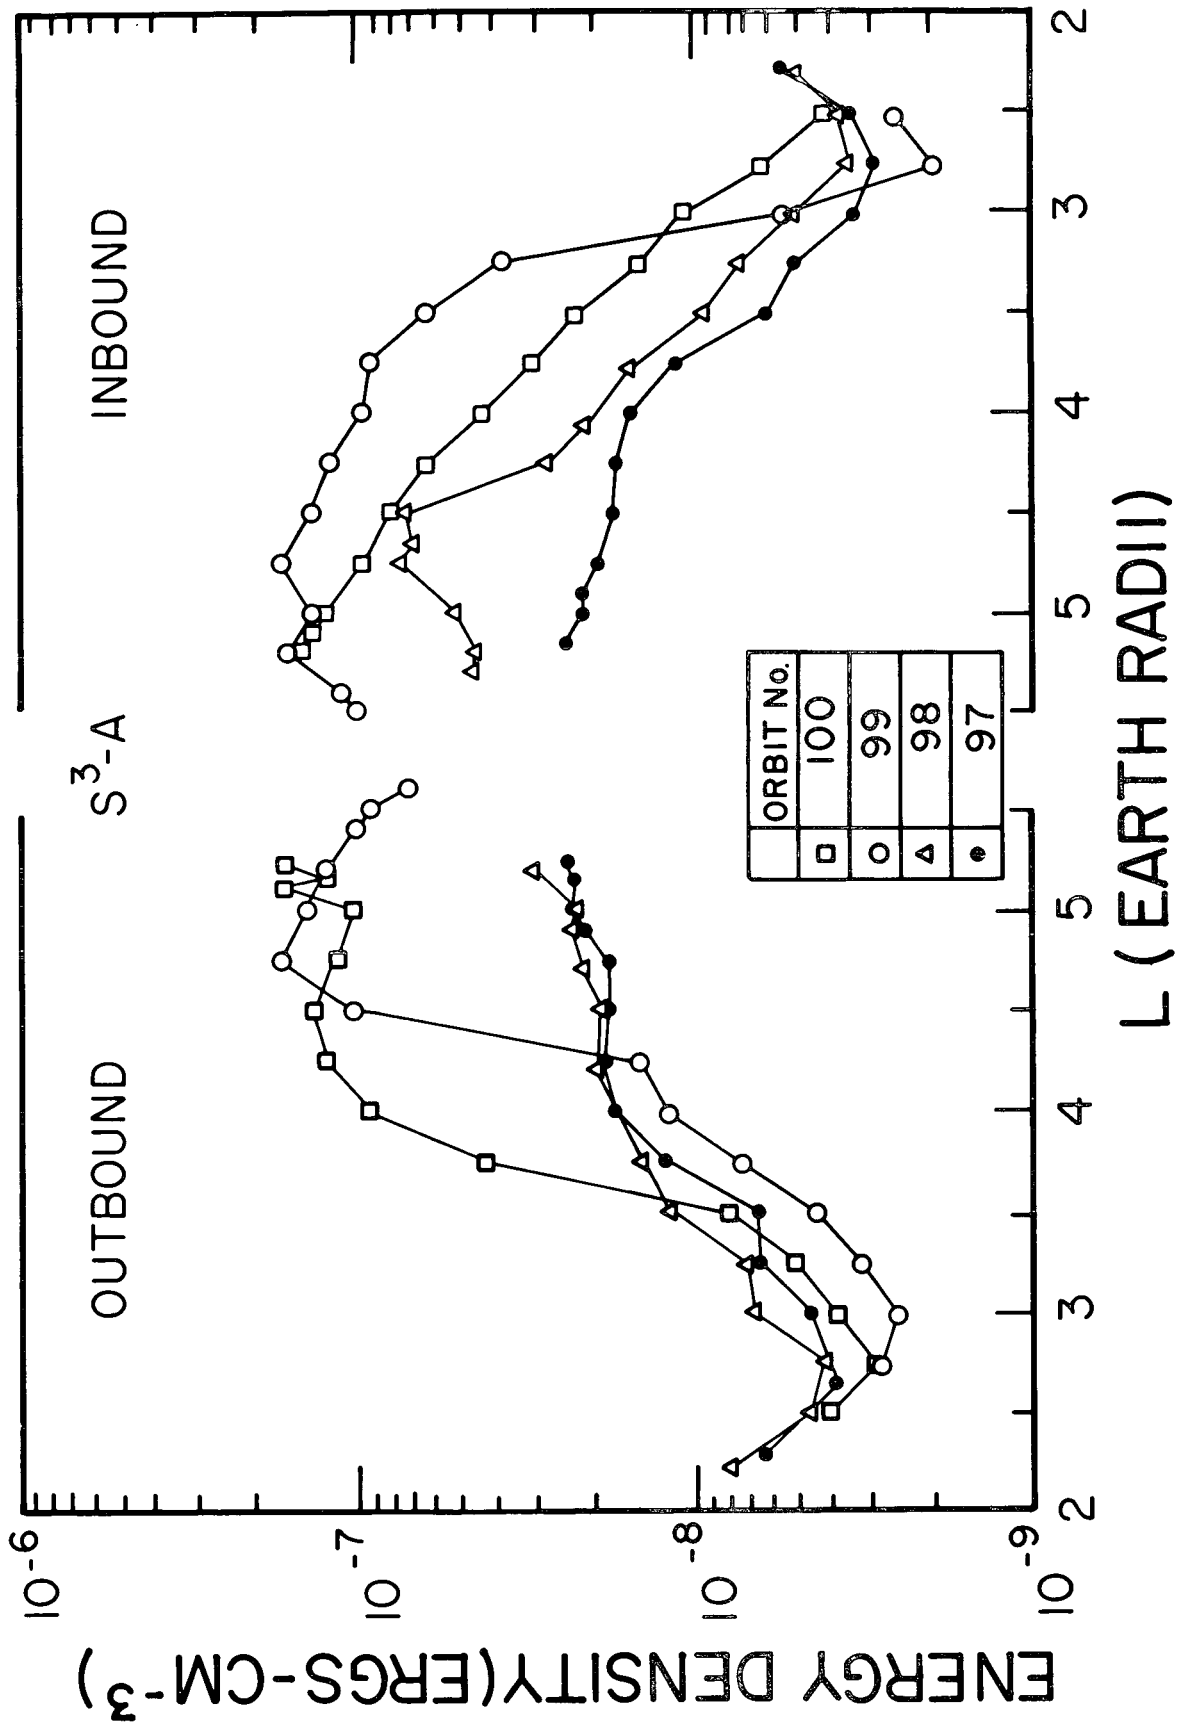 S³-A
OUTBOUND
INBOUND
ENERGY DENSITY (ERGS-CM⁻³)
10⁻⁶
10⁻⁷
10⁻⁸
10⁻⁹
ORBIT No.
100
99
98
97
2 3 4 5 5 4 3 2
L (EARTH RADII)